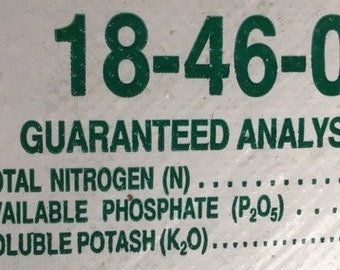 18-46-0
GUARANTEED ANALYS
OTAL NITROGEN (N) . . . . . . . . .
VAILABLE PHOSPHATE (P₂O₅) . . .
OLUBLE POTASH (K₂O)..............